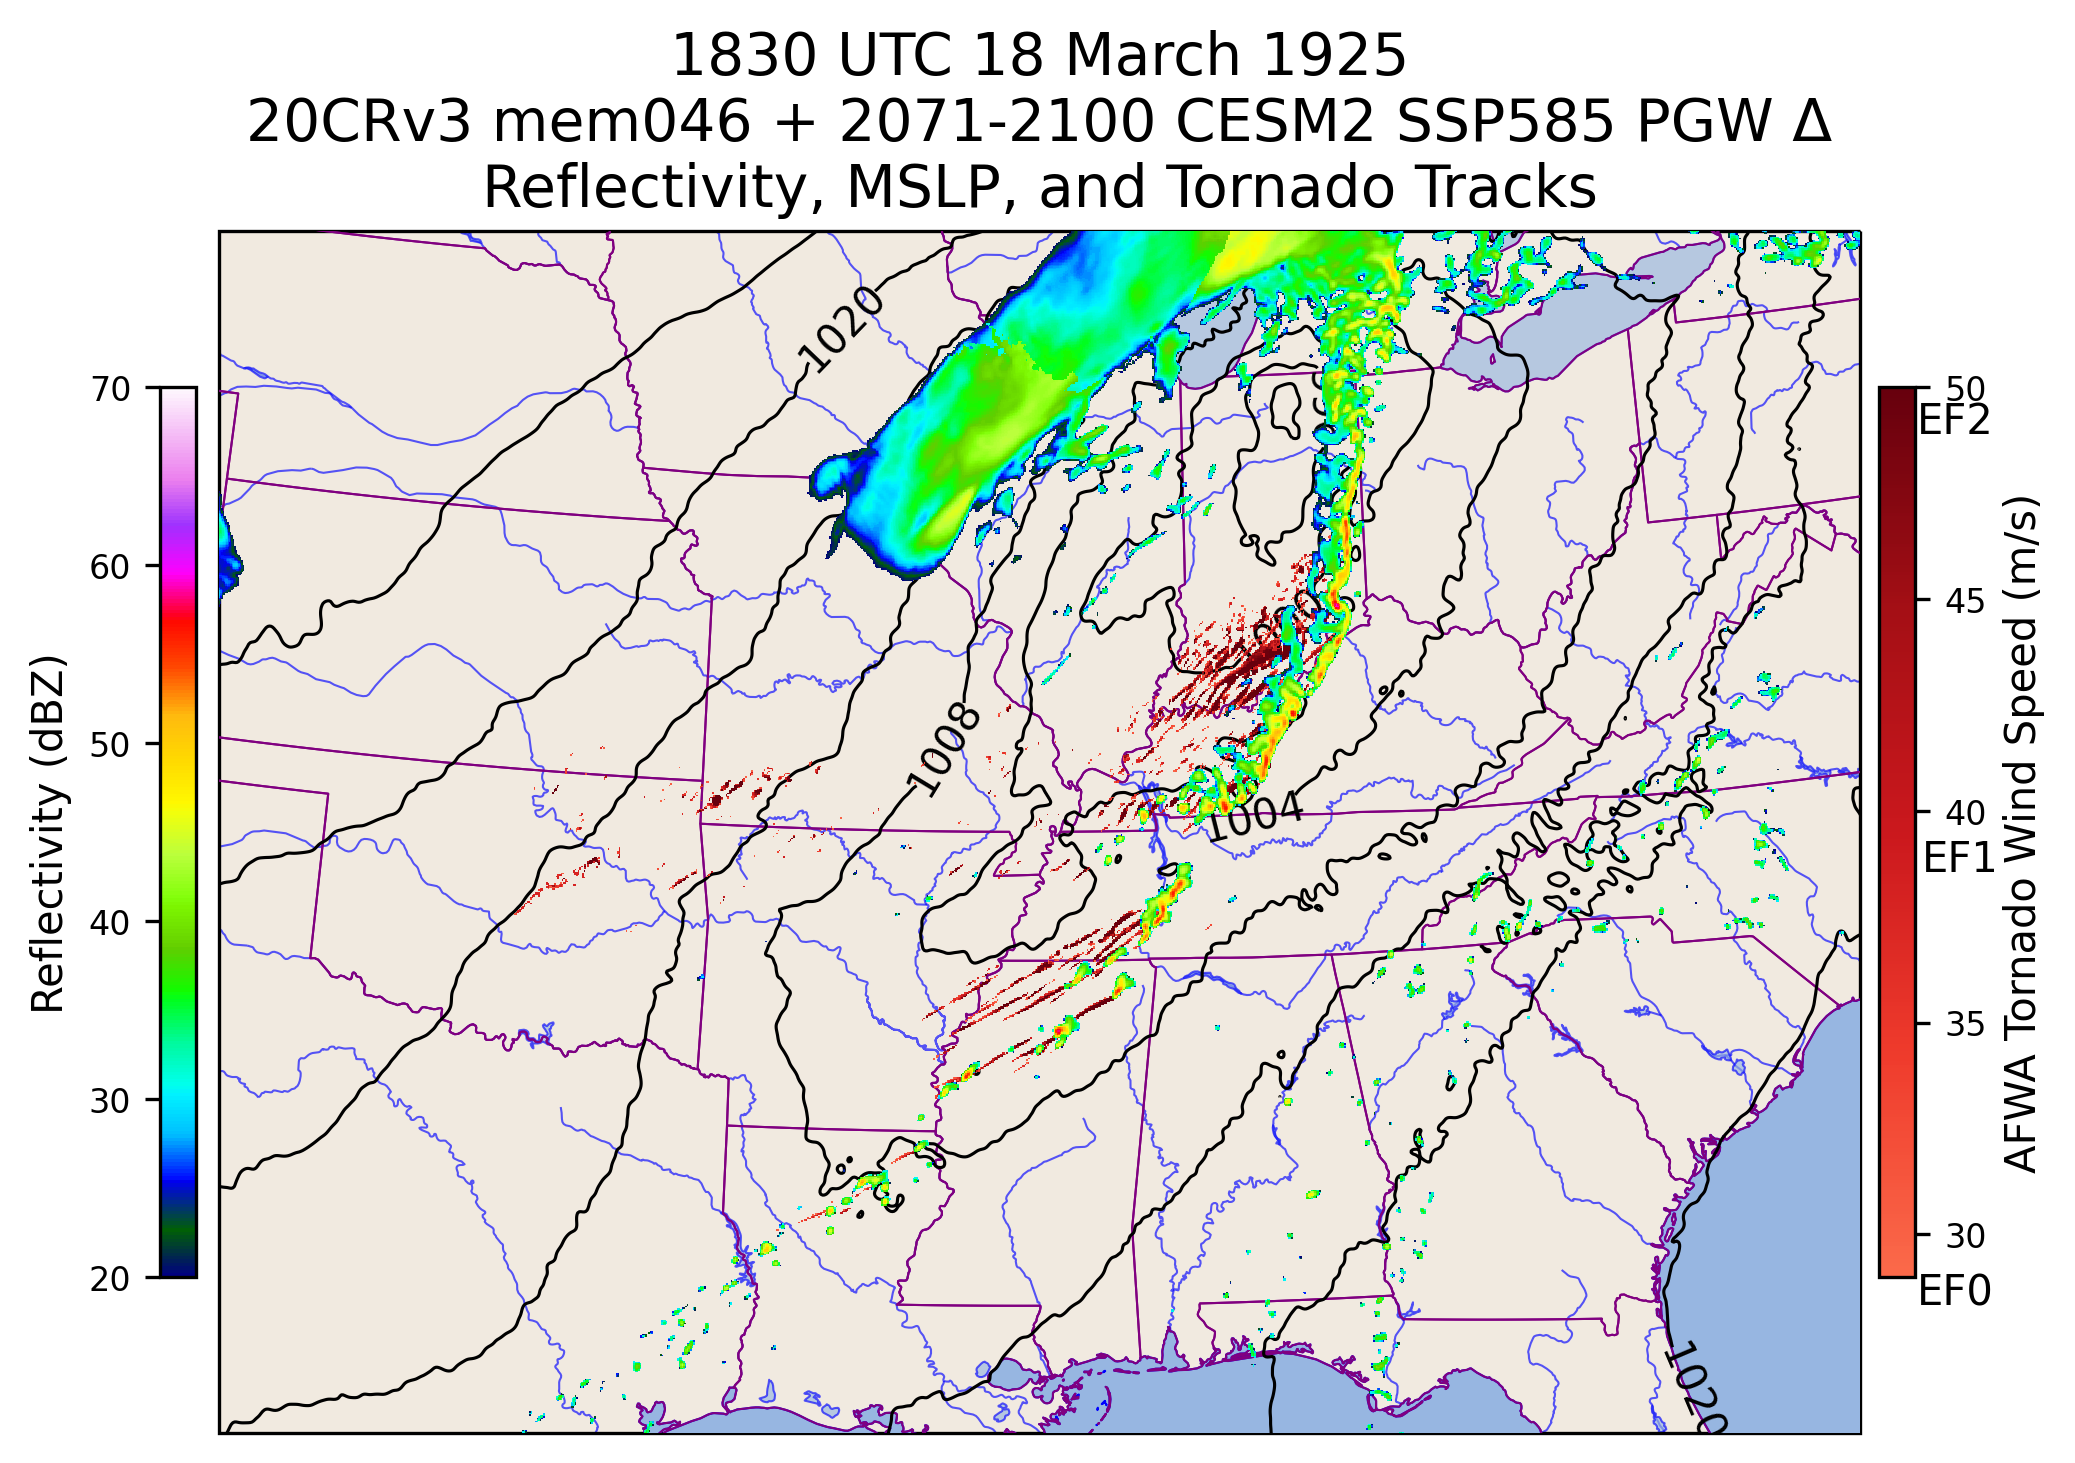 1830 UTC 18 March 1925
20CRv3 mem046 + 2071-2100 CESM2 SSP585 PGW Δ
Reflectivity, MSLP, and Tornado Tracks
1020
1008
1004
1020
70
60
50
40
30
20
Reflectivity (dBZ)
50
EF2
45
40
EF1
35
30
EF0
AFWA Tornado Wind Speed (m/s)